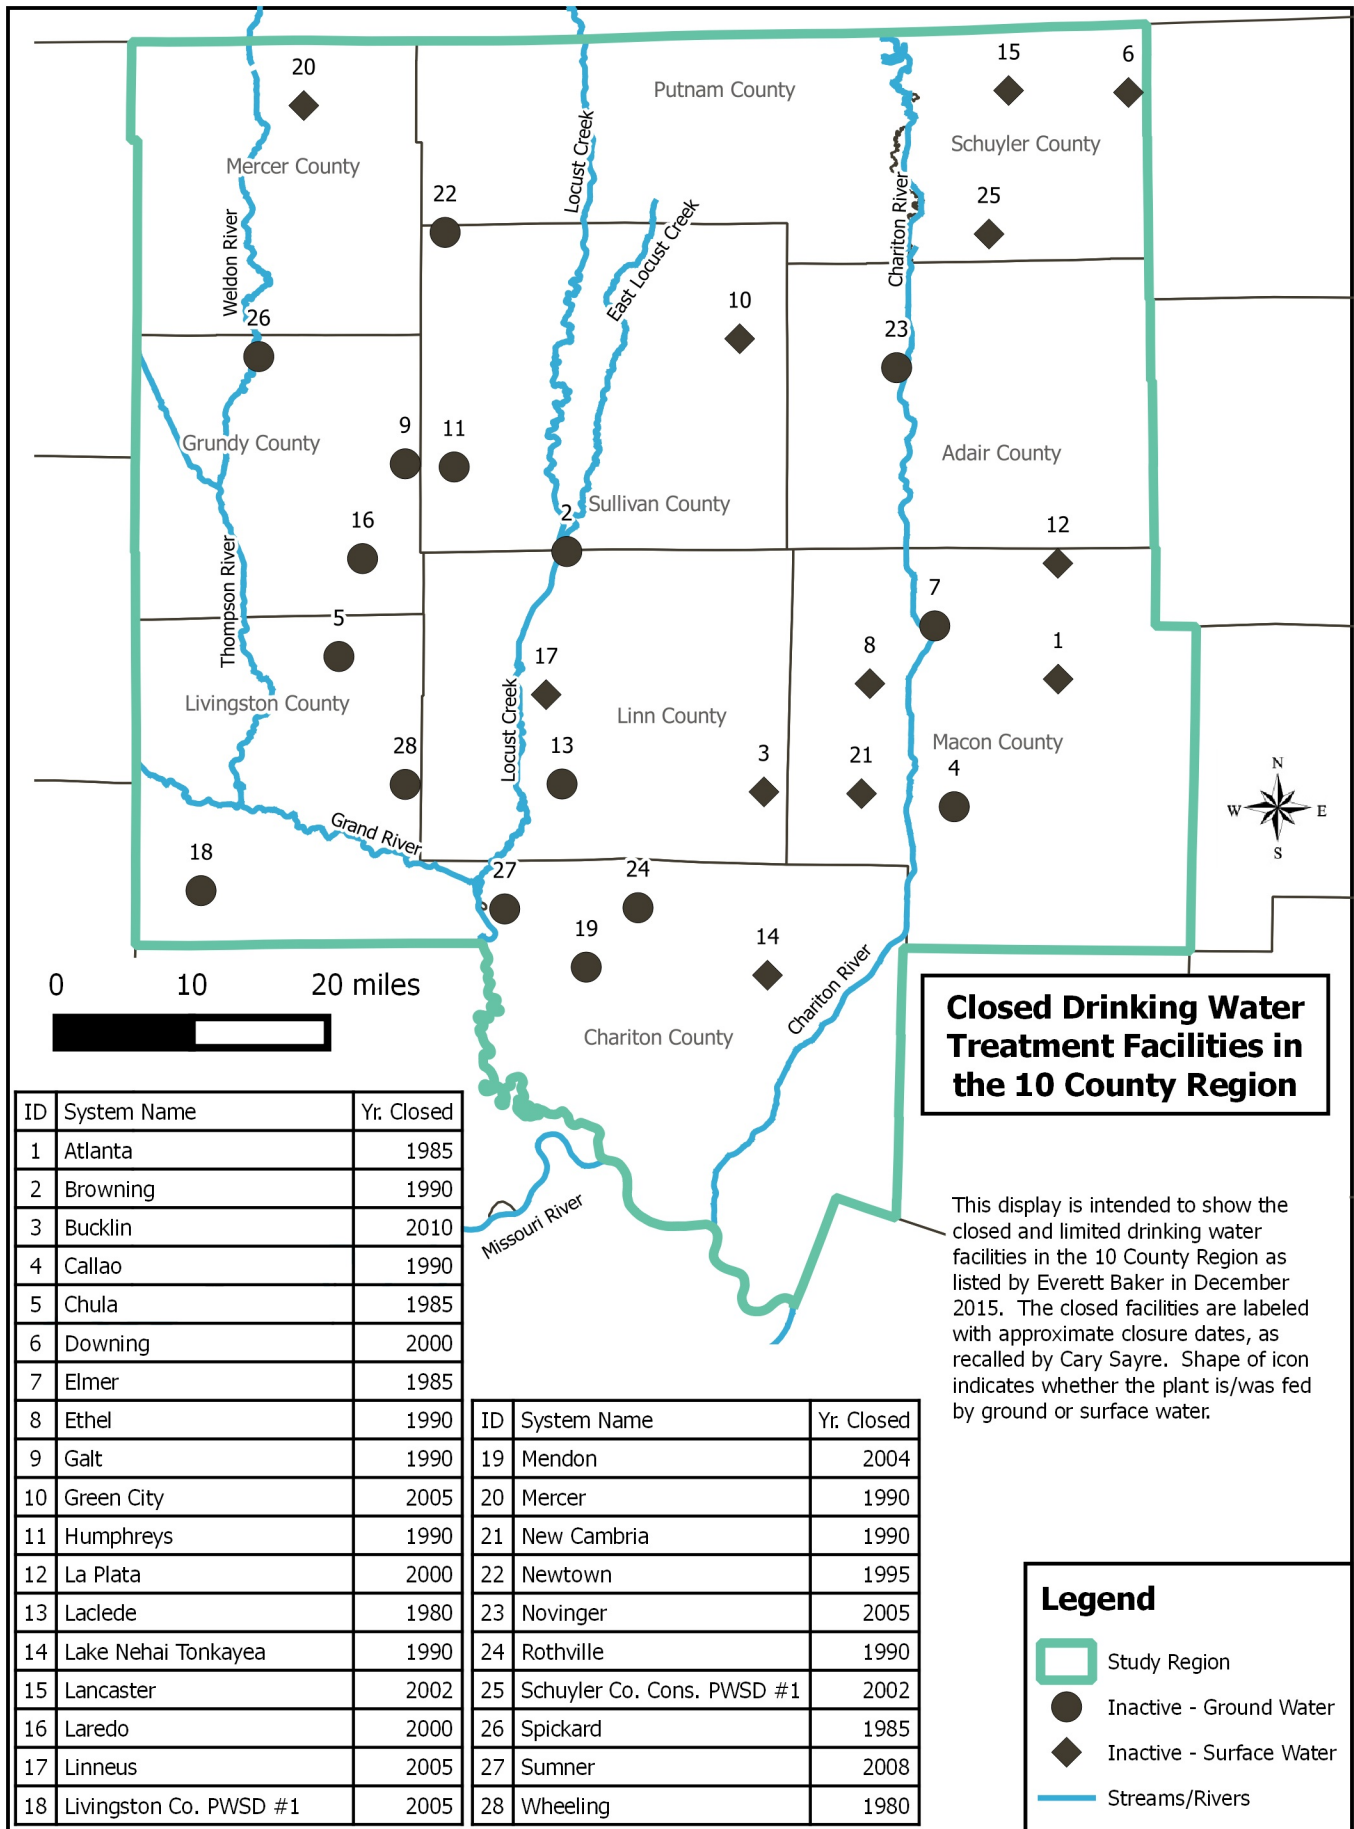 20
15
6
Putnam County
Schuyler County
Mercer County
Locust Creek
22
25
Chariton River
Weldon River
East Locust Creek
10
26
23
9
11
Grundy County
Adair County
Sullivan County
2
16
12
Thompson River
5
7
8
1
17
Livingston County
Locust Creek
Linn County
Macon County
28
13
3
21
4
N
W
E
S
Grand River
18
27
24
19
14
Chariton River
0 10 20 miles
Chariton County
Closed Drinking Water
Treatment Facilities in
the 10 County Region
Missouri River
This display is intended to show the
closed and limited drinking water
facilities in the 10 County Region as
listed by Everett Baker in December
2015. The closed facilities are labeled
with approximate closure dates, as
recalled by Cary Sayre. Shape of icon
indicates whether the plant is/was fed
by ground or surface water.
ID System Name Yr. Closed
1 Atlanta 1985
2 Browning 1990
3 Bucklin 2010
4 Callao 1990
5 Chula 1985
6 Downing 2000
7 Elmer 1985
8 Ethel 1990
9 Galt 1990
10 Green City 2005
11 Humphreys 1990
12 La Plata 2000
13 Laclede 1980
14 Lake Nehai Tonkayea 1990
15 Lancaster 2002
16 Laredo 2000
17 Linneus 2005
18 Livingston Co. PWSD #1 2005
ID System Name Yr. Closed
19 Mendon 2004
20 Mercer 1990
21 New Cambria 1990
22 Newtown 1995
23 Novinger 2005
24 Rothville 1990
25 Schuyler Co. Cons. PWSD #1 2002
26 Spickard 1985
27 Sumner 2008
28 Wheeling 1980
Legend
Study Region
Inactive - Ground Water
Inactive - Surface Water
Streams/Rivers